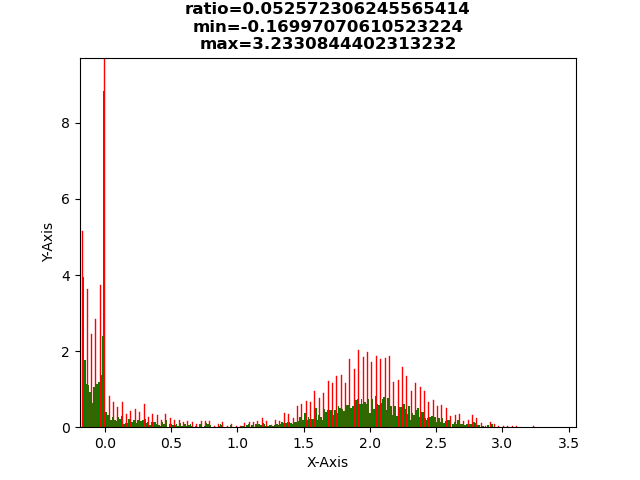 ratio=0.052572306245565414
min=-0.16997070610523224
max=3.2330844402313232
8
6
4
2
0
Y-Axis
0.0 0.5 1.0 1.5 2.0 2.5 3.0 3.5
X-Axis